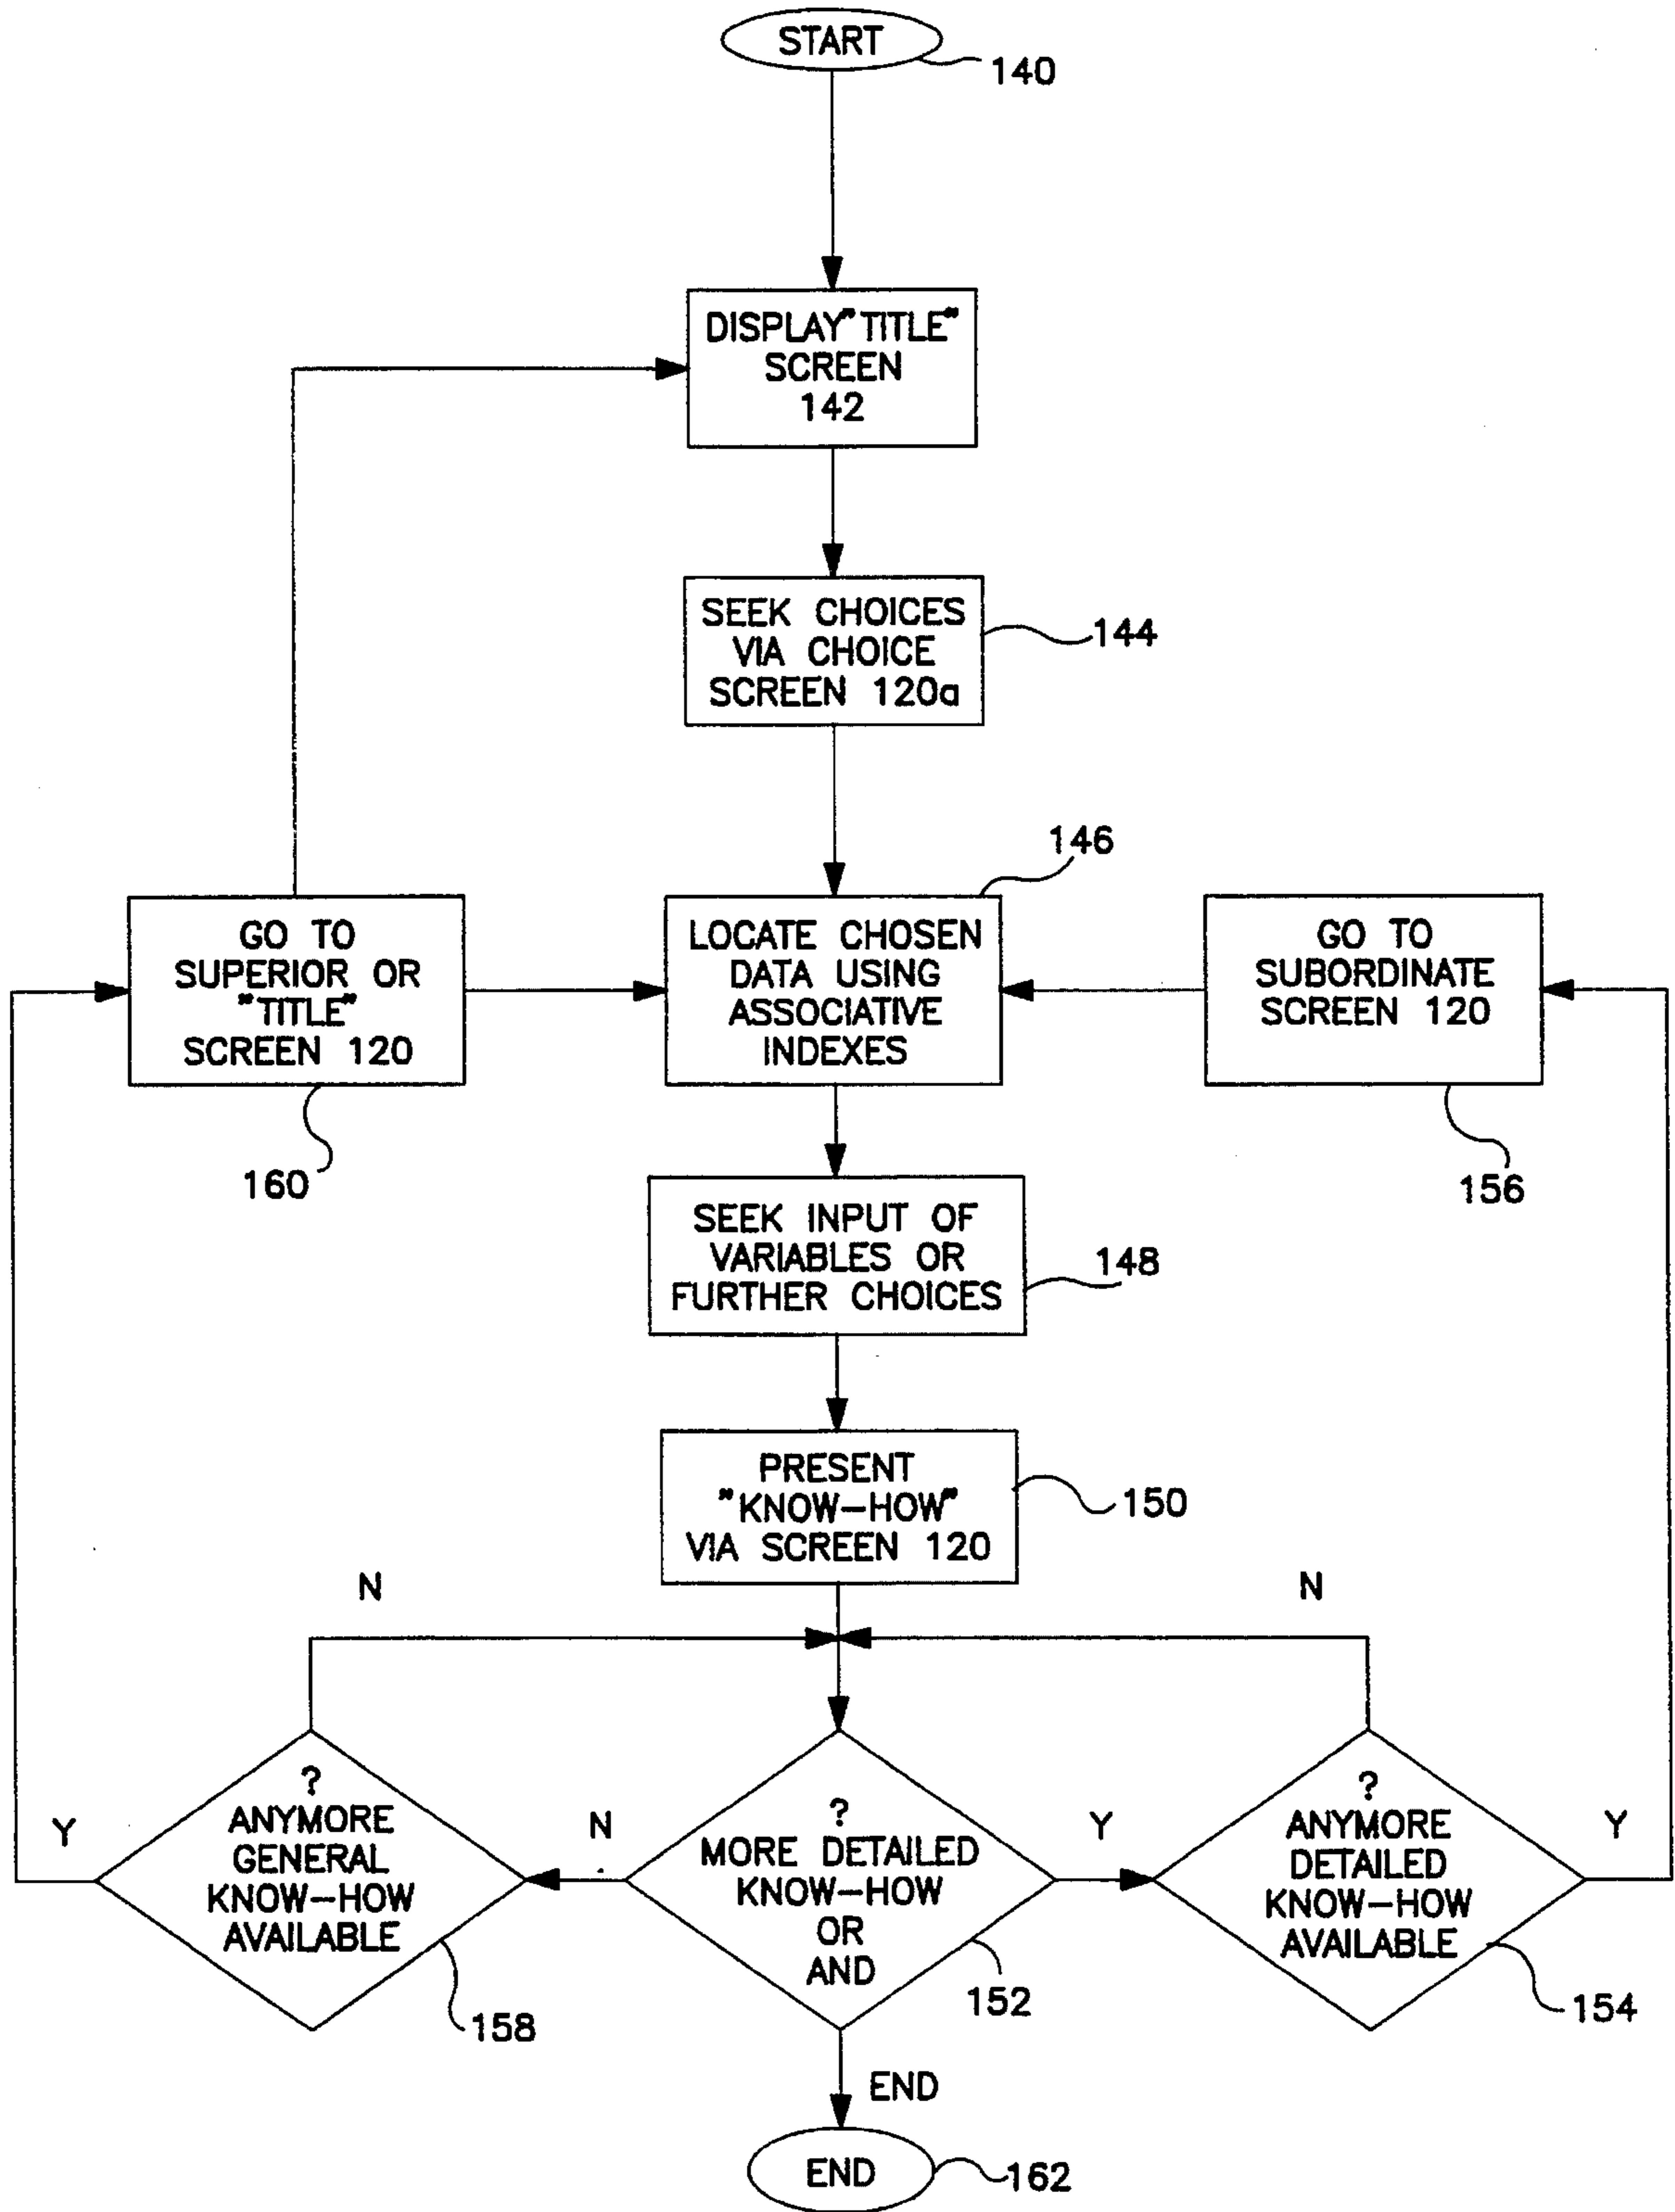 START
140
DISPLAY "TITLE"
SCREEN
142
SEEK CHOICES
VIA CHOICE
SCREEN 120a
144
146
GO TO
SUPERIOR OR
"TITLE"
SCREEN 120
LOCATE CHOSEN
DATA USING
ASSOCIATIVE
INDEXES
GO TO
SUBORDINATE
SCREEN 120
160
156
SEEK INPUT OF
VARIABLES OR
FURTHER CHOICES
148
PRESENT
"KNOW-HOW"
VIA SCREEN 120
150
N
N
Y
?
ANYMORE
GENERAL
KNOW-HOW
AVAILABLE
N
?
MORE DETAILED
KNOW-HOW
OR
AND
Y
?
ANYMORE
DETAILED
KNOW-HOW
AVAILABLE
Y
158
152
154
END
END
162